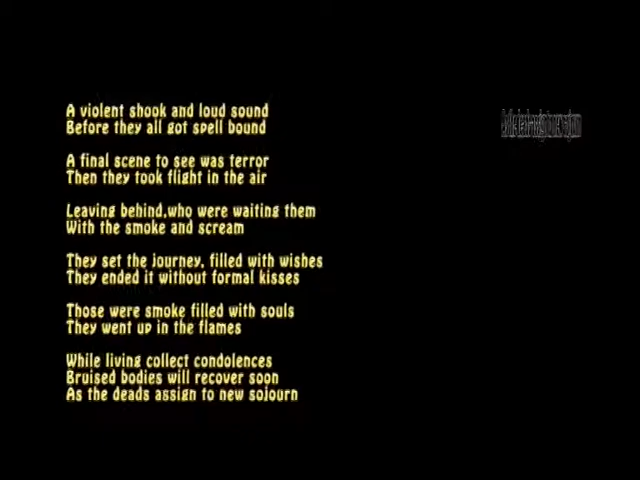 A violent shook and loud sound
Before they all got spell bound
A final scene to see was terror
Then they took flight in the air
Leaving behind,who were waiting them
With the smoke and scream
They set the journey, filled with wishes
They ended it without formal kisses
Those were smoke filled with souls
They went up in the flames
While living collect condolences
Bruised bodies will recover soon
As the deads assign to new sojourn